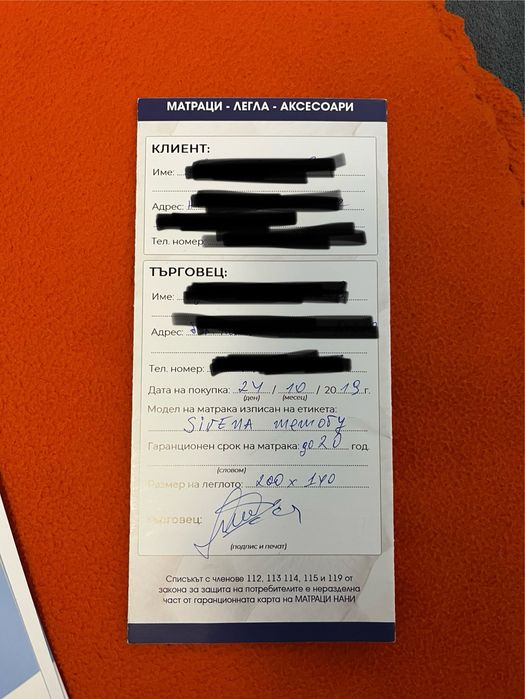 МАТРАЦИ - ЛЕГЛА - АКСЕСОАРИ
КЛИЕНТ:
Име:
Адрес:
Тел. номер:
ТЪРГОВЕЦ:
Име:
Адрес:
Тел. номер:
Дата на покупка: 24 / 10 / 2019 г.
(ден) (месец)
Модел на матрака изписан на етикета:
SiRENA memory
Гаранционен срок на матрака: до 20 год.
(словом)
Размер на леглото: 200 x 140
Търговец:
(подпис и печат)
Списъкът с членове 112, 113 114, 115 и 119 от
закона за защита на потребителите е неразделна
част от гаранционната карта на МАТРАЦИ НАНИ